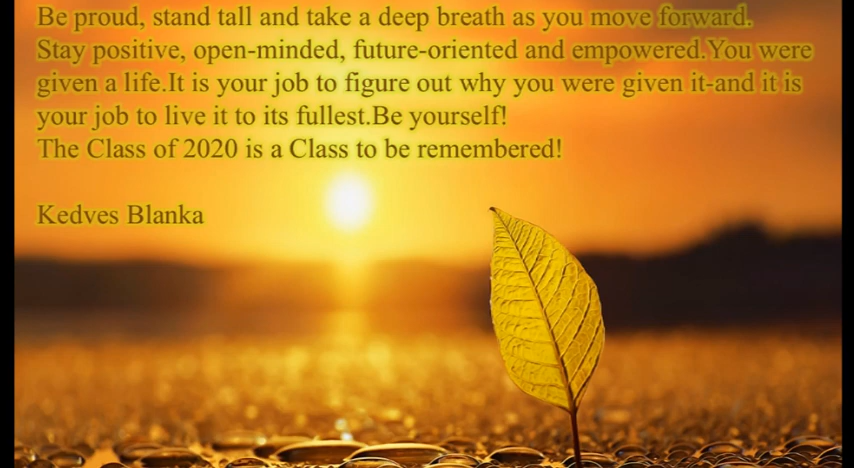 Be proud, stand tall and take a deep breath as you move forward.
Stay positive, open-minded, future-oriented and empowered.You were
given a life.It is your job to figure out why you were given it-and it is
your job to live it to its fullest.Be yourself!
The Class of 2020 is a Class to be remembered!
Kedves Blanka